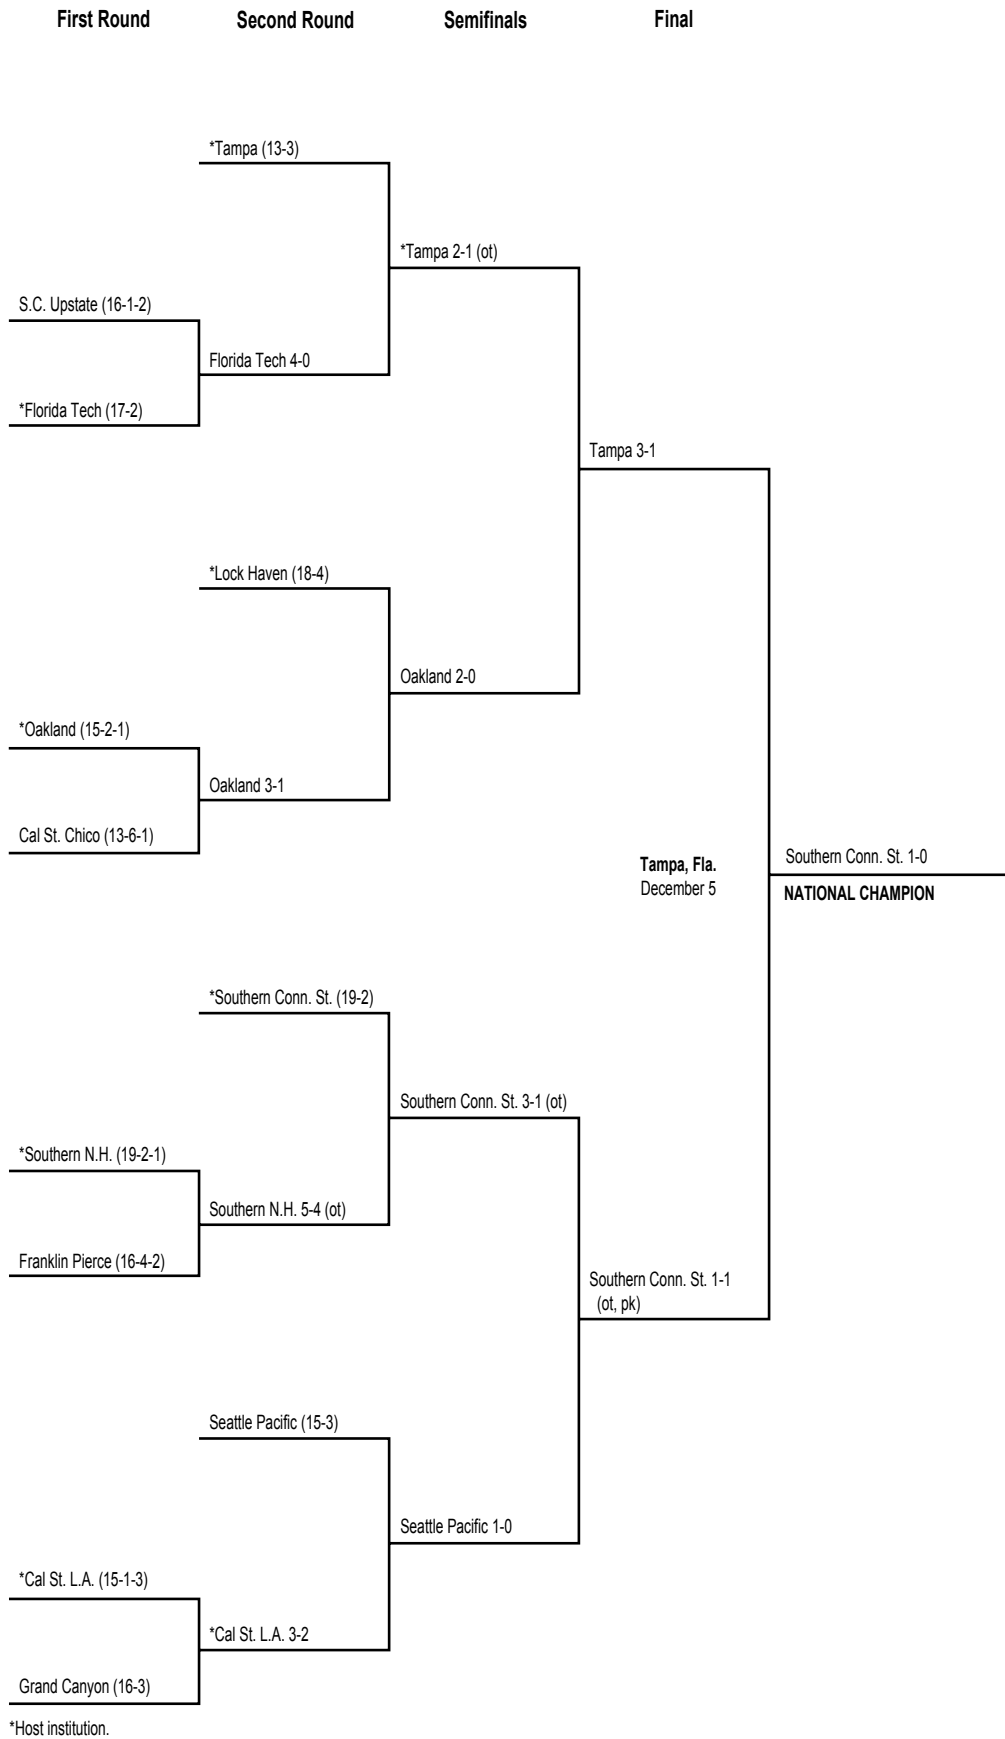 First Round Second Round Semifinals Final
*Tampa (13-3)
*Tampa 2-1 (ot)
S.C. Upstate (16-1-2)
Florida Tech 4-0
*Florida Tech (17-2)
Tampa 3-1
*Lock Haven (18-4)
Oakland 2-0
*Oakland (15-2-1)
Oakland 3-1
Cal St. Chico (13-6-1)
Tampa, Fla.
December 5
Southern Conn. St. 1-0
NATIONAL CHAMPION
*Southern Conn. St. (19-2)
Southern Conn. St. 3-1 (ot)
*Southern N.H. (19-2-1)
Southern N.H. 5-4 (ot)
Franklin Pierce (16-4-2)
Southern Conn. St. 1-1
(ot, pk)
Seattle Pacific (15-3)
Seattle Pacific 1-0
*Cal St. L.A. (15-1-3)
*Cal St. L.A. 3-2
Grand Canyon (16-3)
*Host institution.